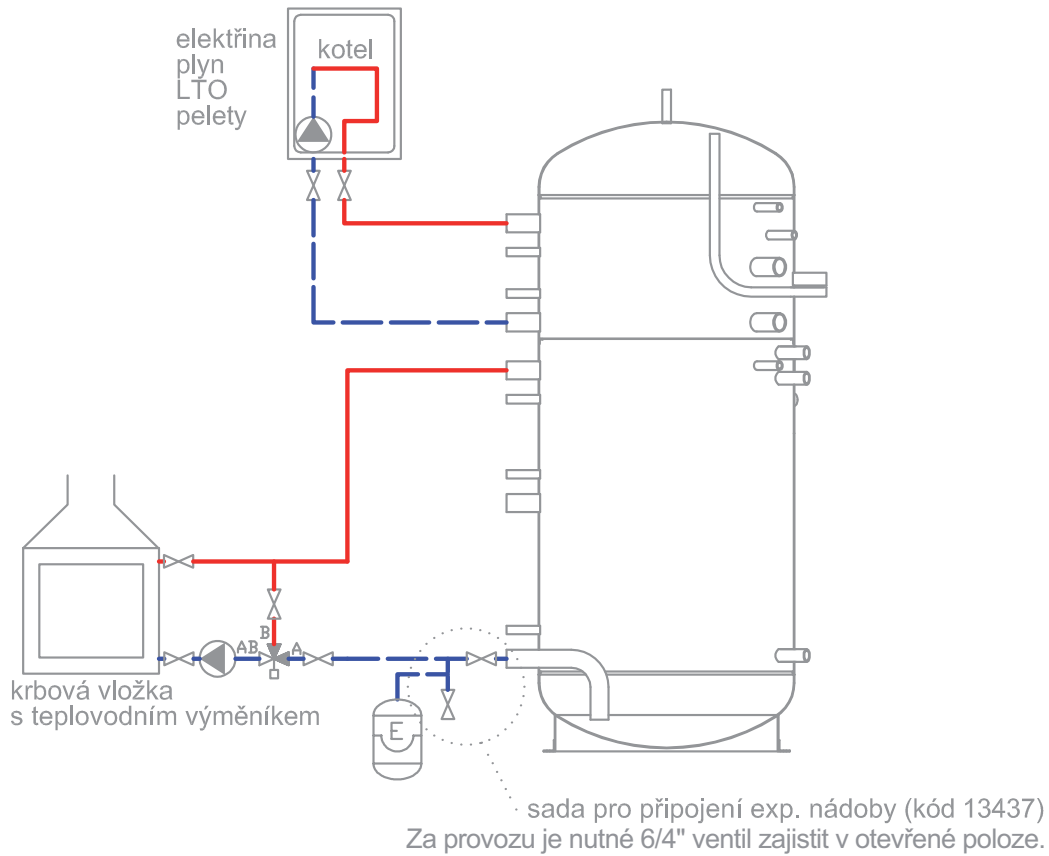 elektřina
plyn
LTO
pelety
kotel
B
AB
A
krbová vložka
s teplovodním výměníkem
E
sada pro připojení exp. nádoby (kód 13437)
Za provozu je nutné 6/4" ventil zajistit v otevřené poloze.